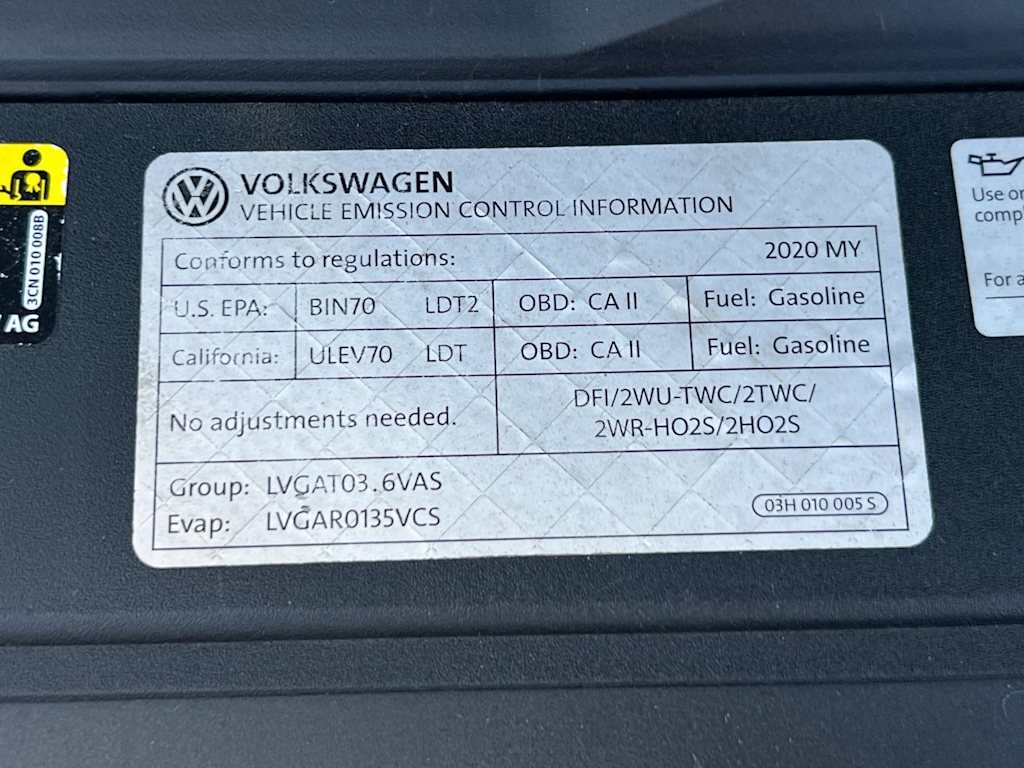 VOLKSWAGEN
VEHICLE EMISSION CONTROL INFORMATION
Conforms to regulations: 2020 MY
U.S. EPA: BIN70 LDT2 OBD: CA II Fuel: Gasoline
California: ULEV70 LDT OBD: CA II Fuel: Gasoline
No adjustments needed.
DFI/2WU-TWC/2TWC/
2WR-HO2S/2HO2S
Group: LVGAT03.6VAS
Evap: LVGAR0135VCS
03H 010 005 S
3CN 010 008B
AG
Use
For